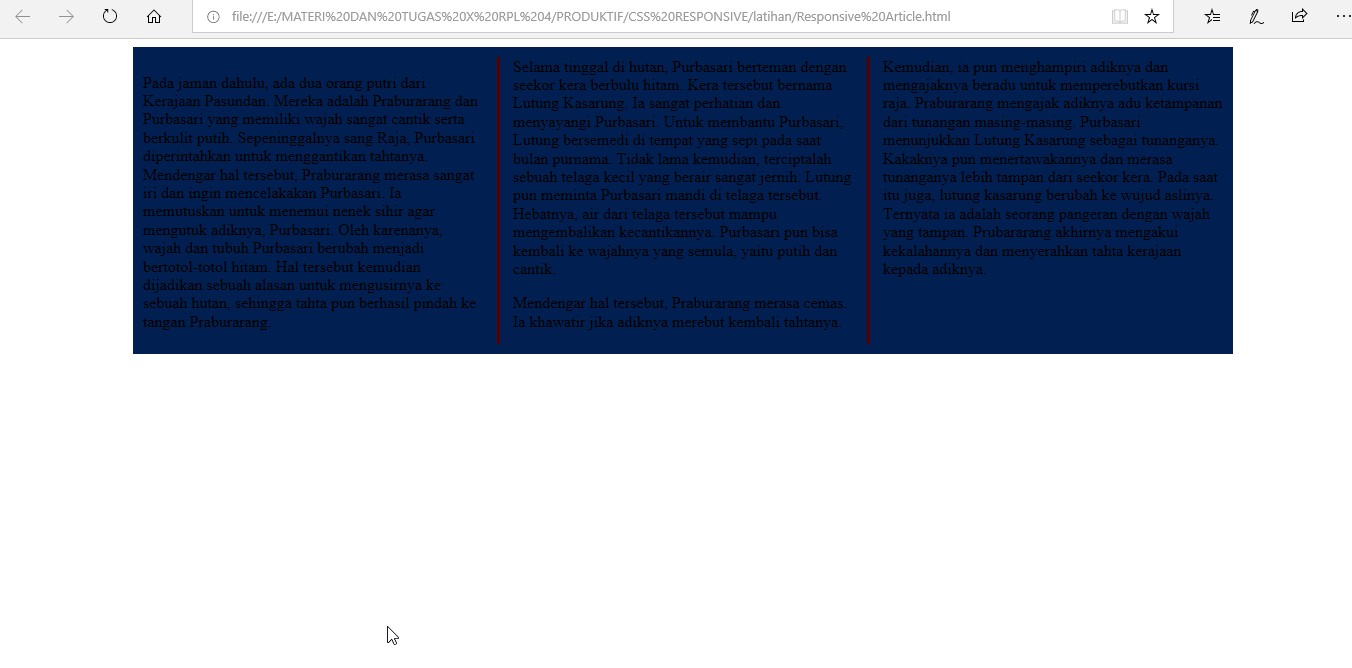 file:///E:/MATERI%20DAN%20TUGAS%20X%20RPL%204/PRODUKTIF/CSS%20RESPONSIVE/latihan/Responsive%20Article.html
Pada jaman dahulu, ada dua orang putri dari
Kerajaan Pasundan. Mereka adalah Praburarang dan
Purbasari yang memiliki wajah sangat cantik serta
berkulit putih. Sepeninggalnya sang Raja, Purbasari
diperintahkan untuk menggantikan tahtanya.
Mendengar hal tersebut, Praburarang merasa sangat
iri dan ingin mencelakakan Purbasari. Ia
memutuskan untuk menemui nenek sihir agar
mengutuk adiknya, Purbasari. Oleh karenanya,
wajah dan tubuh Purbasari berubah menjadi
bertotol-totol hitam. Hal tersebut kemudian
dijadikan sebuah alasan untuk mengusirnya ke
sebuah hutan, sehingga tahta pun berhasil pindah ke
tangan Praburarang.
Selama tinggal di hutan, Purbasari berteman dengan
seekor kera berbulu hitam. Kera tersebut bernama
Lutung Kasarung. Ia sangat perhatian dan
menyayangi Purbasari. Untuk membantu Purbasari,
Lutung bersemedi di tempat yang sepi pada saat
bulan purnama. Tidak lama kemudian, terciptalah
sebuah telaga kecil yang berair sangat jernih. Lutung
pun meminta Purbasari mandi di telaga tersebut.
Hebatnya, air dari telaga tersebut mampu
mengembalikan kecantikannya. Purbasari pun bisa
kembali ke wajahnya yang semula, yaitu putih dan
cantik.
Mendengar hal tersebut, Praburarang merasa cemas.
Ia khawatir jika adiknya merebut kembali tahtanya.
Kemudian, ia pun menghampiri adiknya dan
mengajaknya beradu untuk memperebutkan kursi
raja. Praburarang mengajak adiknya adu ketampanan
dari tunangan masing-masing. Purbasari
menunjukkan Lutung Kasarung sebagai tunanganya.
Kakaknya pun menertawakannya dan merasa
tunanganya lebih tampan dari seekor kera. Pada saat
itu juga, lutung kasarung berubah ke wujud aslinya.
Ternyata ia adalah seorang pangeran dengan wajah
yang tampan. Prubararang akhirnya mengakui
kekalahannya dan menyerahkan tahta kerajaan
kepada adiknya.